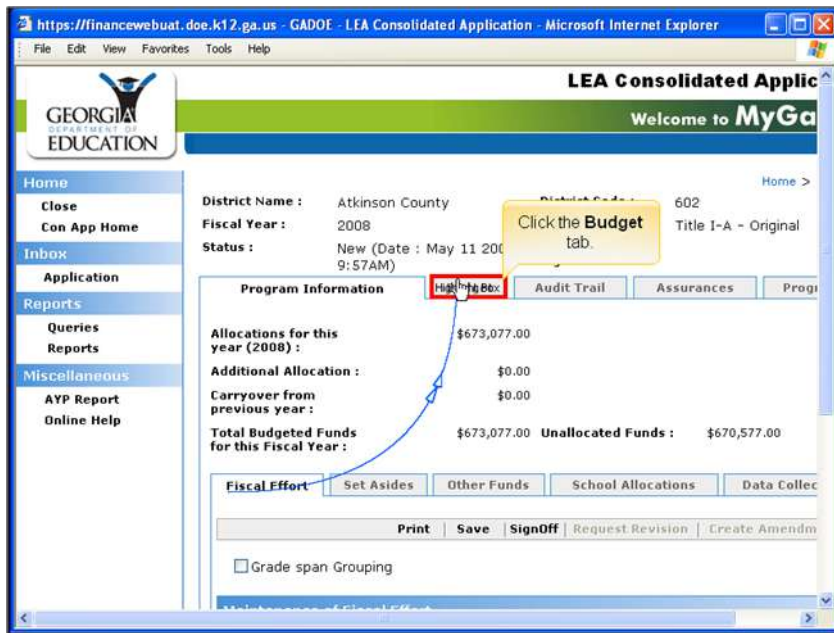 https://financewebuat.doe.k12.ga.us - GADOE - LEA Consolidated Application - Microsoft Internet Explorer
File Edit View Favorites Tools Help
GEORGIA
DEPARTMENT OF
EDUCATION
LEA Consolidated Applic
Welcome to MyGa
Home
Close
Con App Home
Inbox
Application
Reports
Queries
Reports
Miscellaneous
AYP Report
Online Help
Home >
District Name : Atkinson County 602
Fiscal Year : 2008 Title I-A - Original
Status : New (Date : May 11 200
9:57AM)
Click the Budget
tab.
Program Information Audit Trail Assurances Progr
Allocations for this
year (2008) : $673,077.00
Additional Allocation : $0.00
Carryover from
previous year : $0.00
Total Budgeted Funds
for this Fiscal Year : $673,077.00 Unallocated Funds : $670,577.00
Fiscal Effort Set Asides Other Funds School Allocations Data Collec
Print | Save | SignOff | Request Revision | Create Amendm
Grade span Grouping
Maintenance of Fiscal Effort